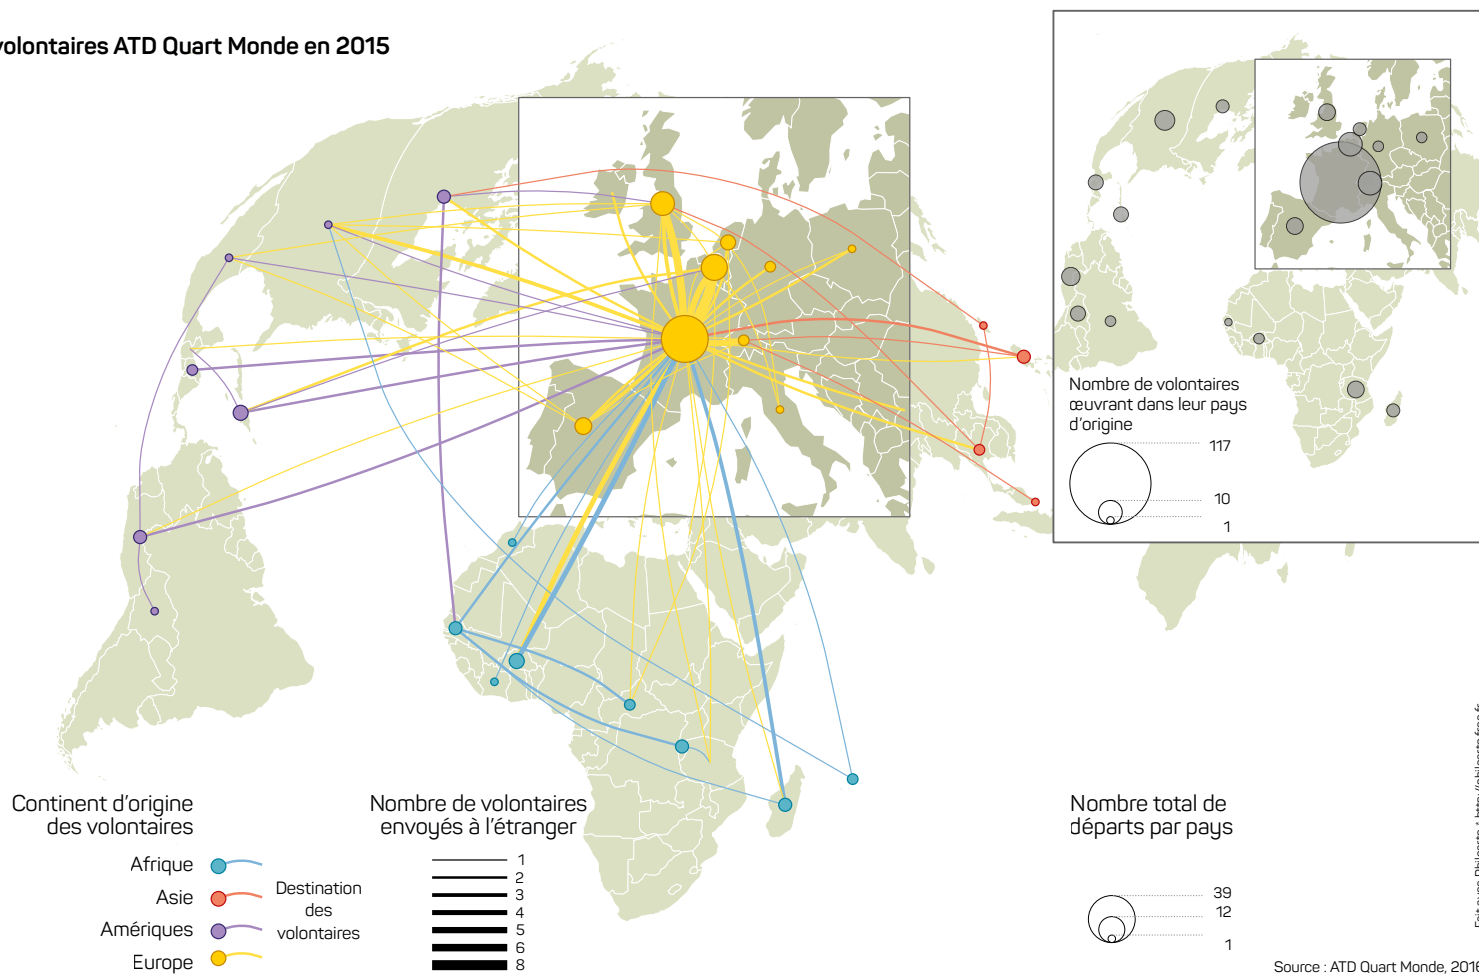 volontaires ATD Quart Monde en 2015
Nombre de volontaires
œuvrant dans leur pays
d'origine
117
10
1
Continent d'origine
des volontaires
Afrique
Asie
Amériques
Europe
Destination
des
volontaires
Nombre de volontaires
envoyés à l'étranger
1
2
3
4
5
6
8
Nombre total de
départs par pays
39
12
1
Source : ATD Quart Monde, 2016